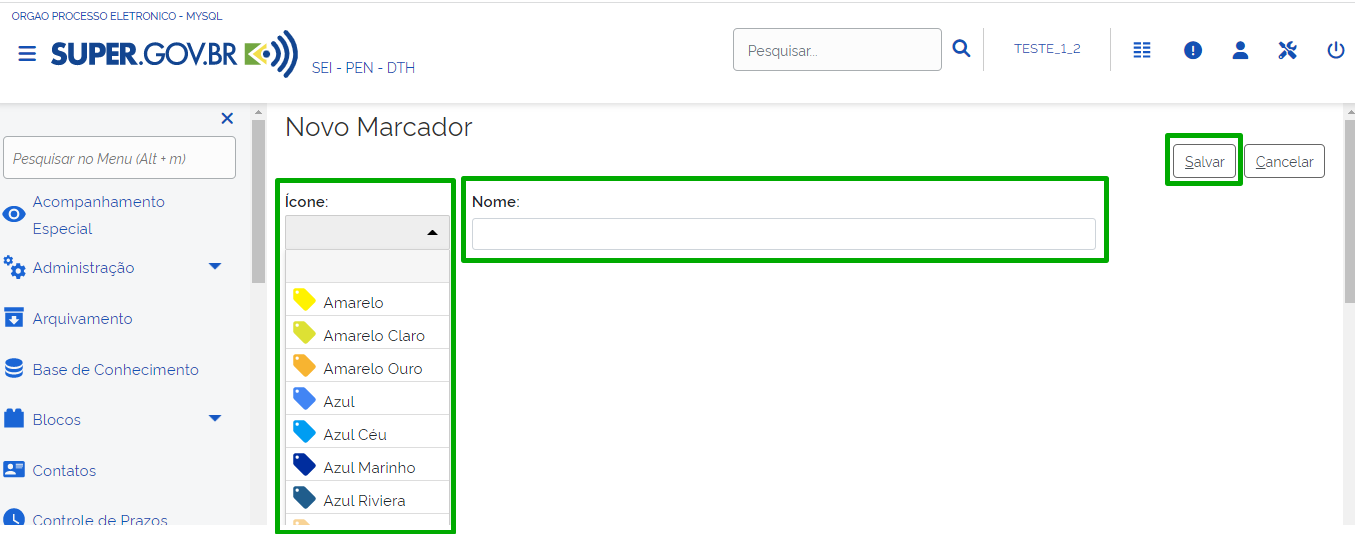 ORGAO PROCESSO ELETRONICO - MYSQL
SUPER.GOV.BR
SEI - PEN - DTH
Pesquisar...
TESTE_1_2
Pesquisar no Menu (Alt + m)
Acompanhamento
Especial
Administração
Arquivamento
Base de Conhecimento
Blocos
Contatos
Controle de Prazos
Novo Marcador
Salvar
Cancelar
Ícone:
Amarelo
Amarelo Claro
Amarelo Ouro
Azul
Azul Céu
Azul Marinho
Azul Riviera
Nome: